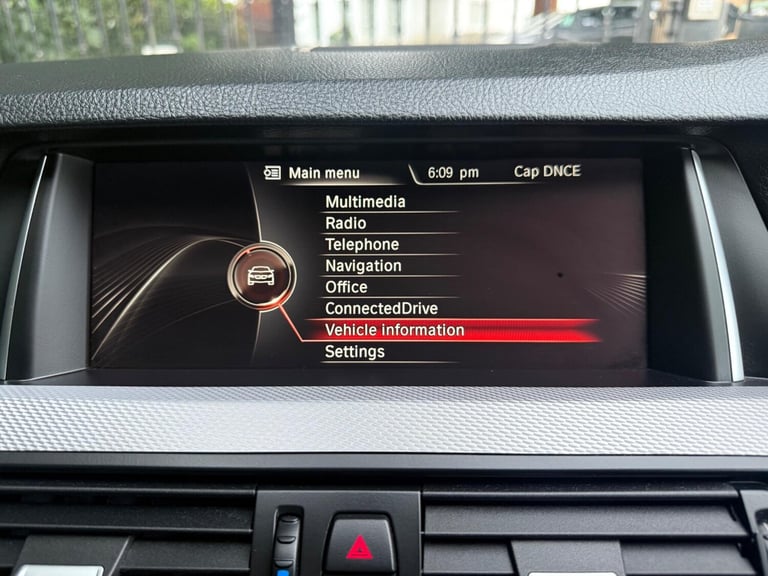 Main menu 6:09 pm Cap DNCE
Multimedia
Radio
Telephone
Navigation
Office
ConnectedDrive
Vehicle information
Settings